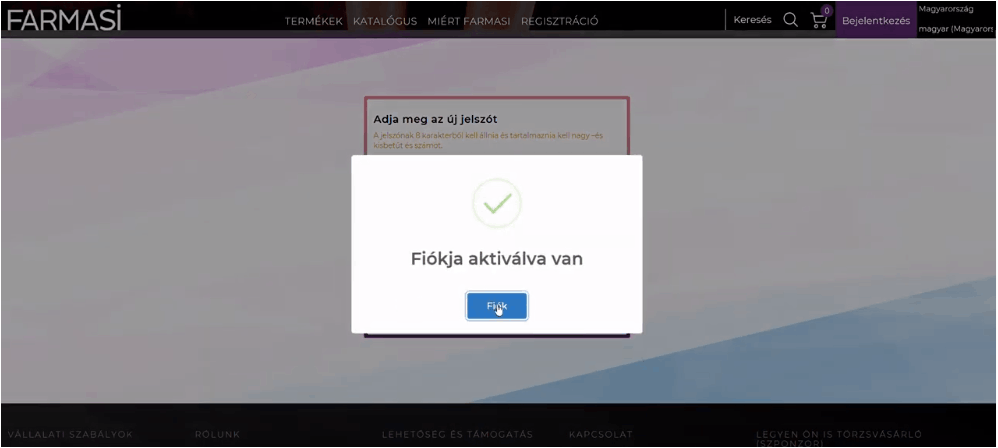 FARMASİ
TERMÉKEK KATALÓGUS MIÉRT FARMASI REGISZTRÁCIÓ
Keresés
0
Bejelentkezés
Magyarország
magyar (Magyarors
Adja meg az új jelszót
A jelszónak 8 karakterből kell állnia és tartalmaznia kell nagy -és
kisbetűt és számot.
Fiókja aktiválva van
Fiók
VÁLLALATI SZABÁLYOK
RÓLUNK
LEHETŐSÉG ÉS TÁMOGATÁS
KAPCSOLAT
LEGYEN ÖN IS TÖRZSVÁSÁRLÓ
(SZPONZOR)